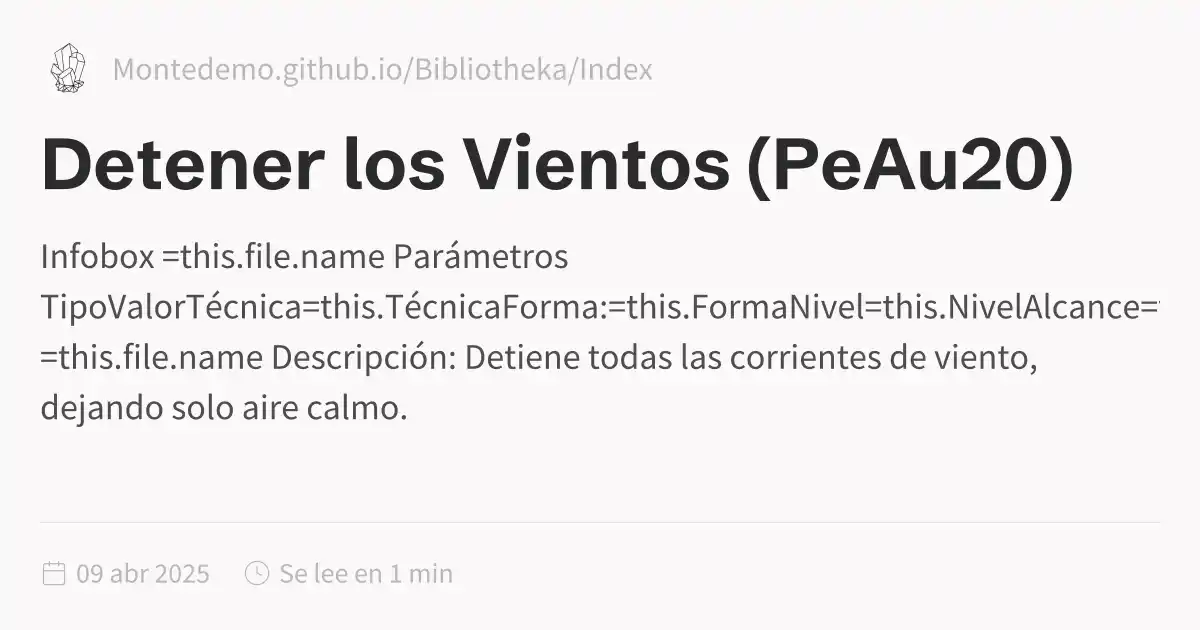 Montedemo.github.io/Bibliotheka/Index
Detener los Vientos (PeAu20)
Infobox =this.file.name Parámetros
TipoValorTécnica=this.TécnicaForma:=this.FormaNivel=this.NivelAlcance=
=this.file.name Descripción: Detiene todas las corrientes de viento,
dejando solo aire calmo.
09 abr 2025 Se lee en 1 min